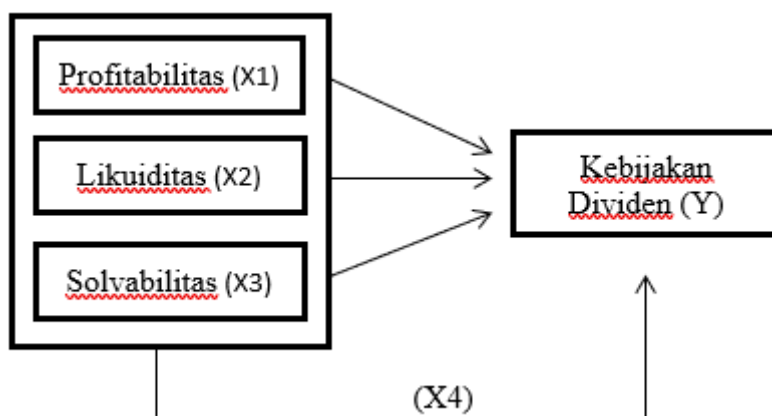 Profitabilitas (X1)
Likuiditas (X2)
Solvabilitas (X3)
Kebijakan
Dividen (Y)
(X4)